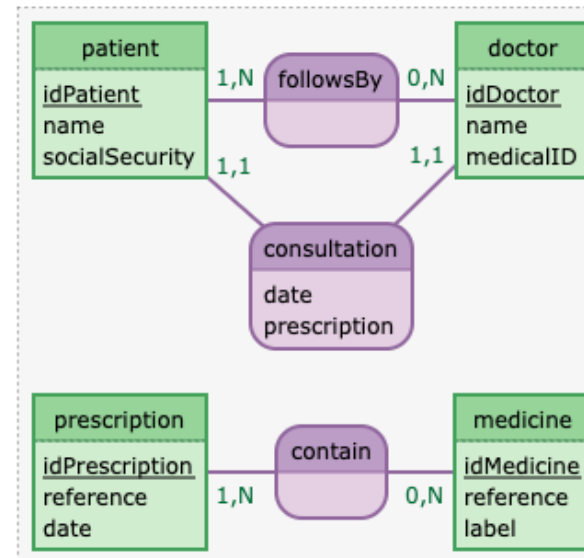 patient
idPatient
name
socialSecurity
1,N
followsBy
0,N
doctor
idDoctor
name
medicalID
1,1
1,1
consultation
date
prescription
prescription
idPrescription
reference
date
1,N
contain
0,N
medicine
idMedicine
reference
label